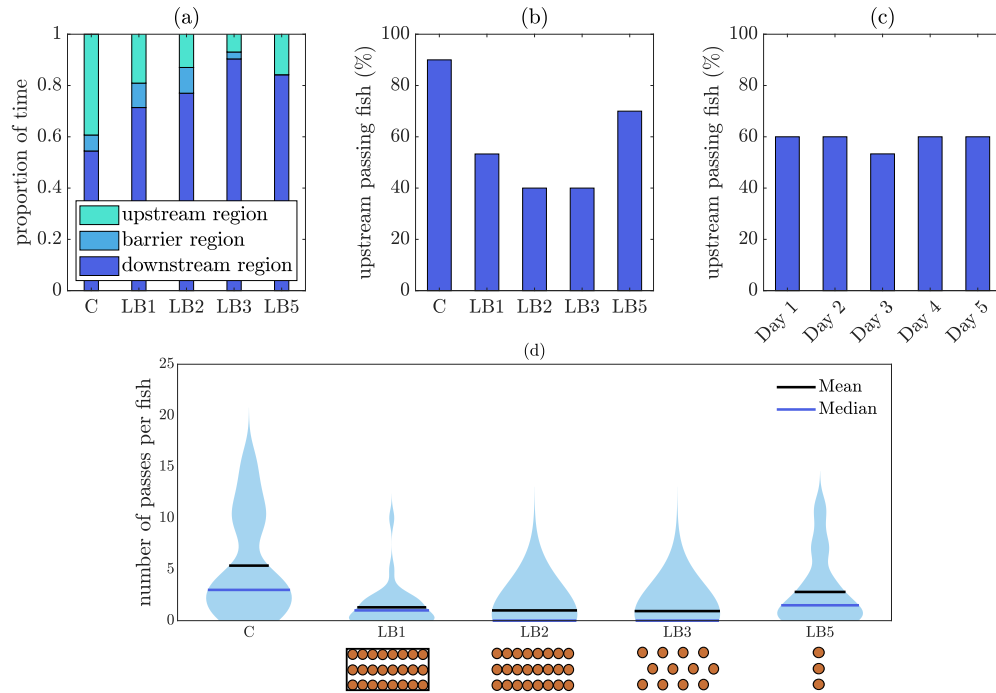 (a)
proportion of time
1
0.8
0.6
0.4
0.2
0
upstream region
barrier region
downstream region
C LB1 LB2 LB3 LB5
(b)
upstream passing fish (%)
100
80
60
40
20
0
C LB1 LB2 LB3 LB5
(c)
upstream passing fish (%)
100
80
60
40
20
0
Day 1 Day 2 Day 3 Day 4 Day 5
(d)
number of passes per fish
25
20
15
10
5
0
Mean
Median
C LB1 LB2 LB3 LB5